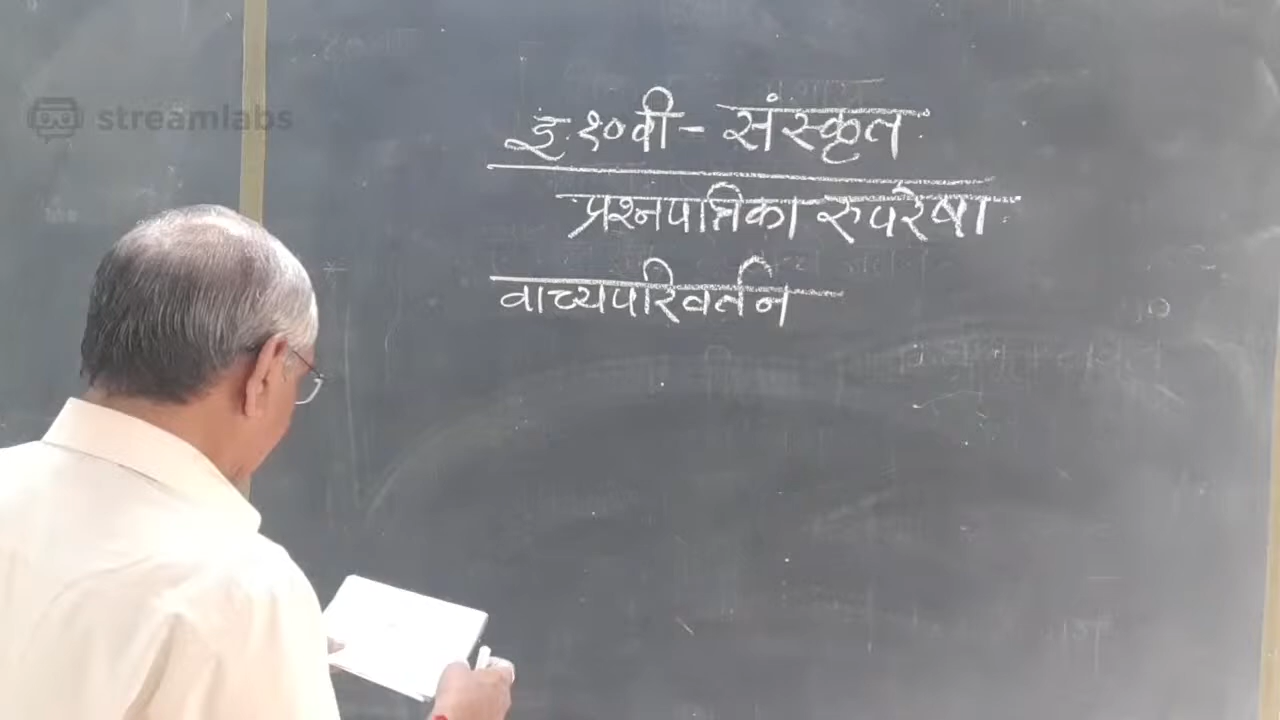 streamlabs
इ.१०वी - संस्कृत
प्रश्नपत्रिका रुपरेषा
वाच्यपरिवर्तन